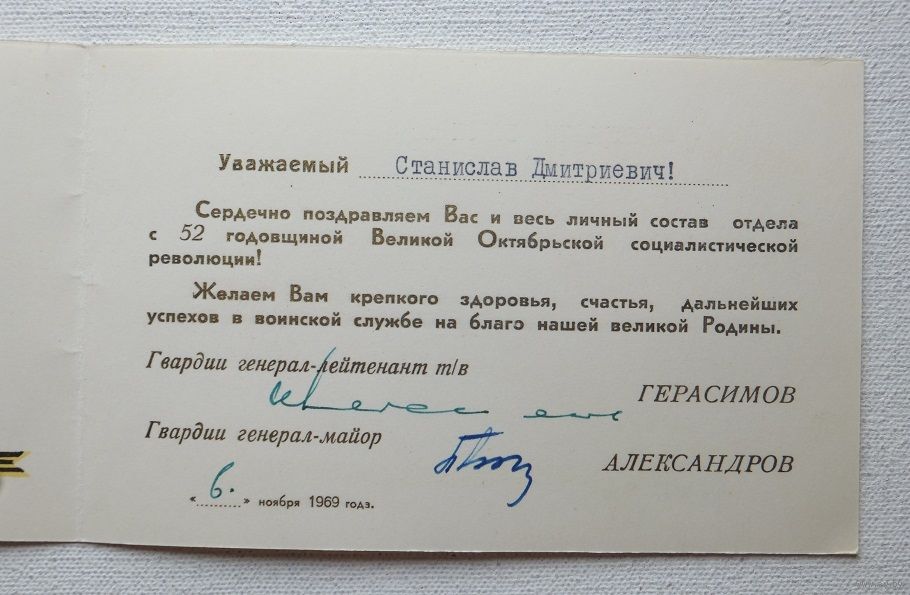 Уважаемый Станислав Дмитриевич!
Сердечно поздравляем Вас и весь личный состав отдела
с 52 годовщиной Великой Октябрьской социалистической
революции!
Желаем Вам крепкого здоровья, счастья, дальнейших
успехов в воинской службе на благо нашей великой Родины.
Гвардии генерал-лейтенант т/в
ГЕРАСИМОВ
Гвардии генерал-майор
АЛЕКСАНДРОВ
«6.» ноября 1969 годэ.